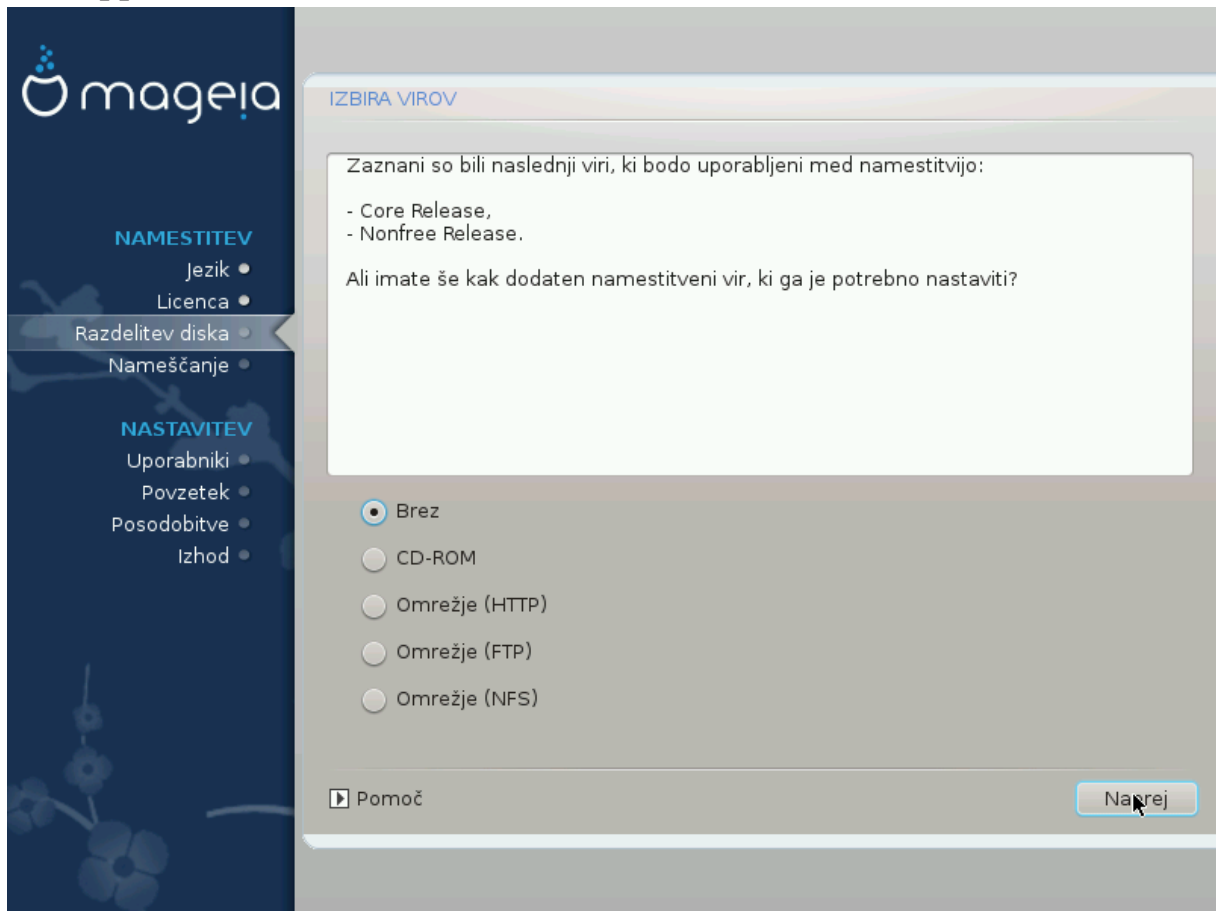 mageia
NAMESTITEV
Jezik
Licenca
Razdelitev diska
Nameščanje
NASTAVITEV
Uporabniki
Povzetek
Posodobitve
Izhod
IZBIRA VIROV
Zaznani so bili naslednji viri, ki bodo uporabljeni med namestitvijo:
- Core Release,
- Nonfree Release.
Ali imate še kak dodaten namestitveni vir, ki ga je potrebno nastaviti?
Brez
CD-ROM
Omrežje (HTTP)
Omrežje (FTP)
Omrežje (NFS)
Pomoč
Naprej